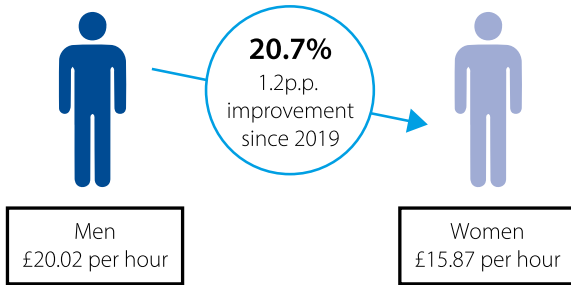 20.7%
1.2p.p.
improvement
since 2019
Men
£20.02 per hour
Women
£15.87 per hour